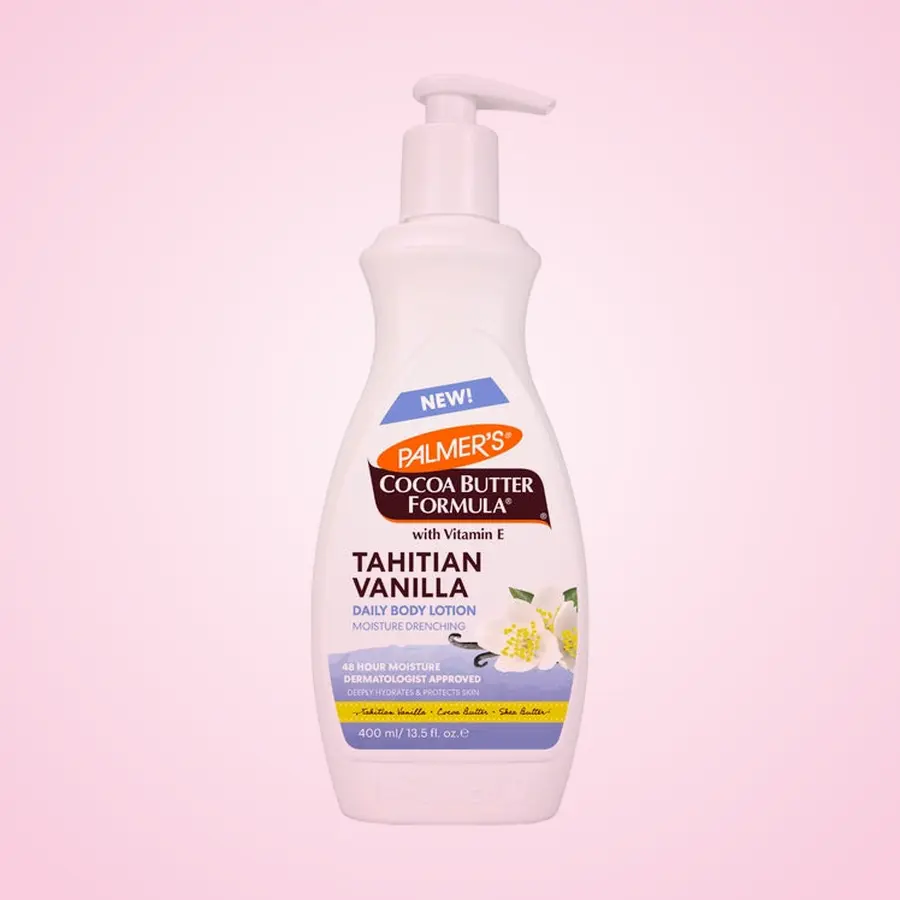 NEW!
PALMER'S®
COCOA BUTTER
FORMULA®
®
with Vitamin E
TAHITIAN
VANILLA
DAILY BODY LOTION
MOISTURE DRENCHING
48 HOUR MOISTURE
DERMATOLOGIST APPROVED
DEEPLY HYDRATES & PROTECTS SKIN
Tahitian Vanilla • Cocoa Butter • Shea Butter
400 ml/ 13.5 fl. oz.℮